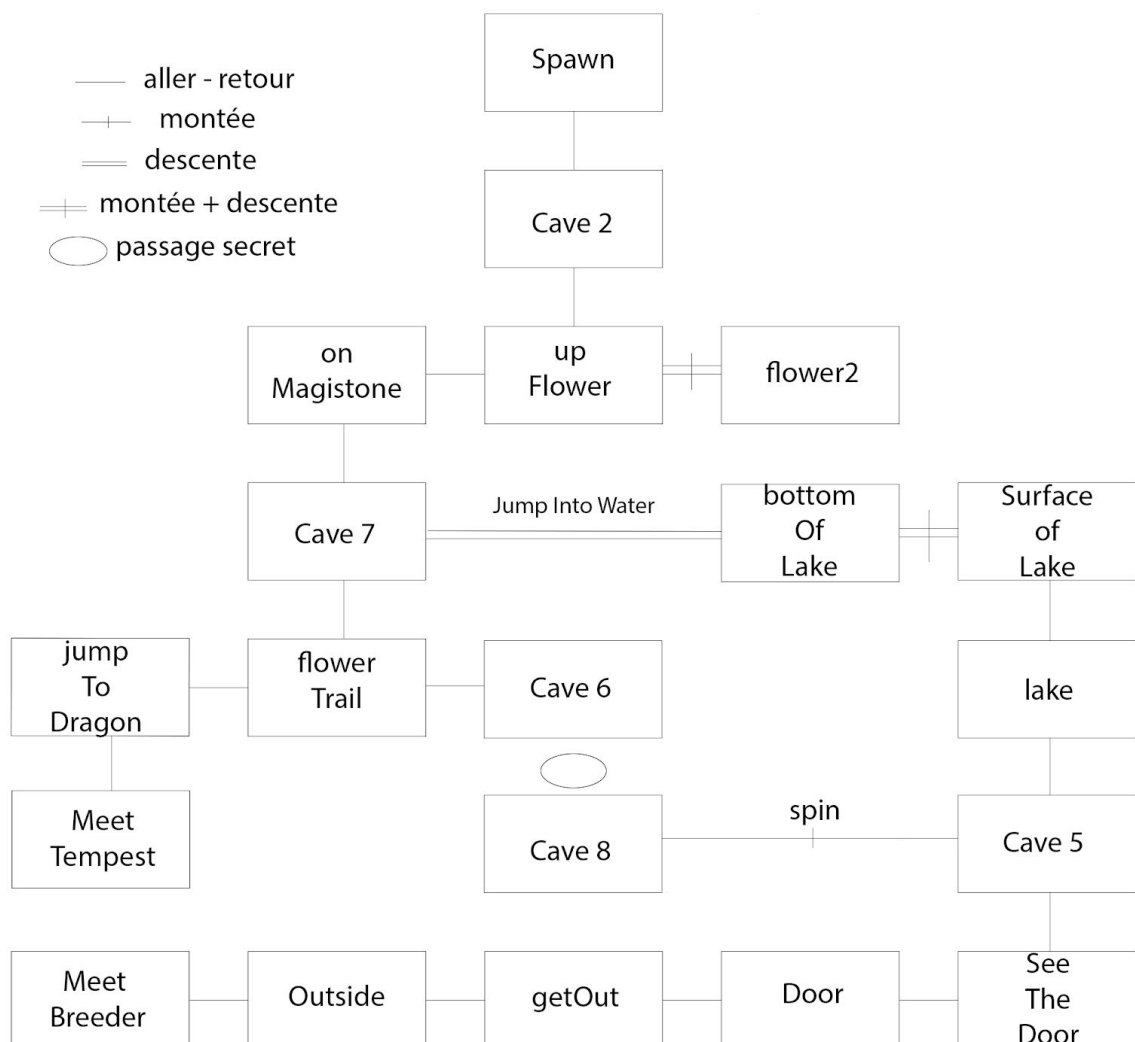 Spawn
aller - retour
montée
descente
montée + descente
passage secret
Cave 2
on
Magistone
up
Flower
flower2
Cave 7
Jump Into Water
bottom
Of
Lake
Surface
of
Lake
jump
To
Dragon
flower
Trail
Cave 6
lake
Meet
Tempest
Cave 8
spin
Cave 5
Meet
Breeder
Outside
getOut
Door
See
The
Door